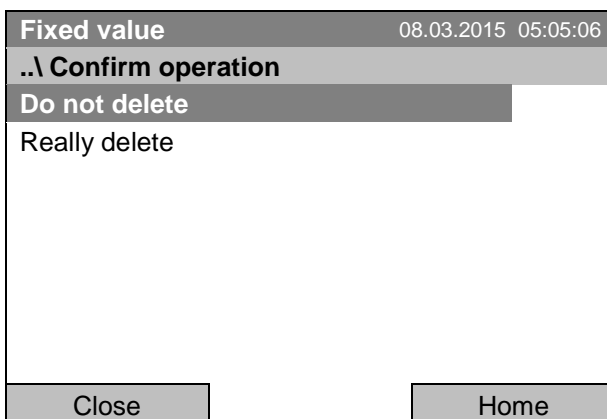 Fixed value 08.03.2015 05:05:06
..\ Confirm operation
Do not delete
Really delete
Close Home